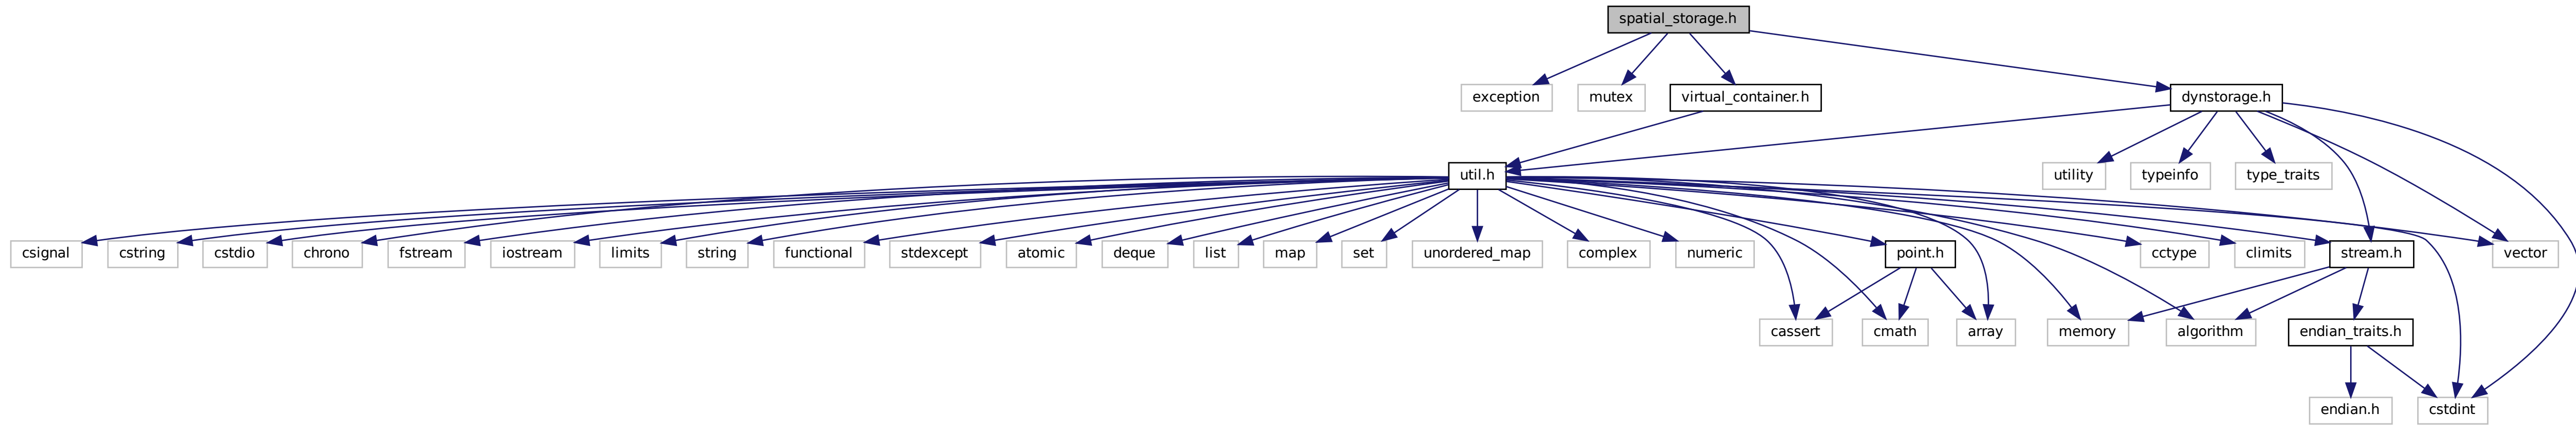 spatial_storage.h
exception
mutex
virtual_container.h
dynstorage.h
util.h
utility
typeinfo
type_traits
csignal
cstring
cstdio
chrono
fstream
iostream
limits
string
functional
stdexcept
atomic
deque
list
map
set
unordered_map
complex
numeric
point.h
cctype
climits
stream.h
vector
cassert
cmath
array
memory
algorithm
endian_traits.h
endian.h
cstdint